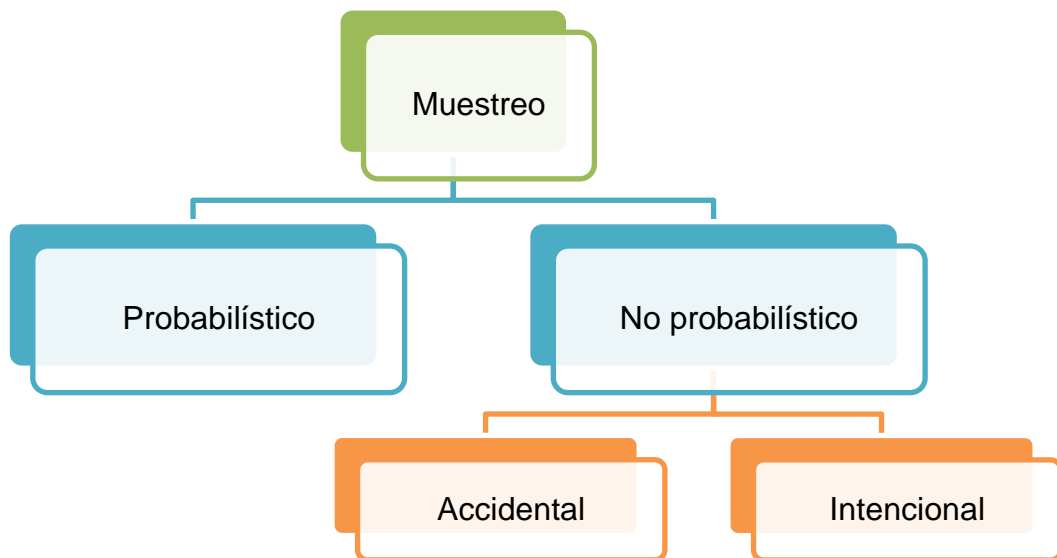 Muestreo
Probabilístico
No probabilístico
Accidental
Intencional